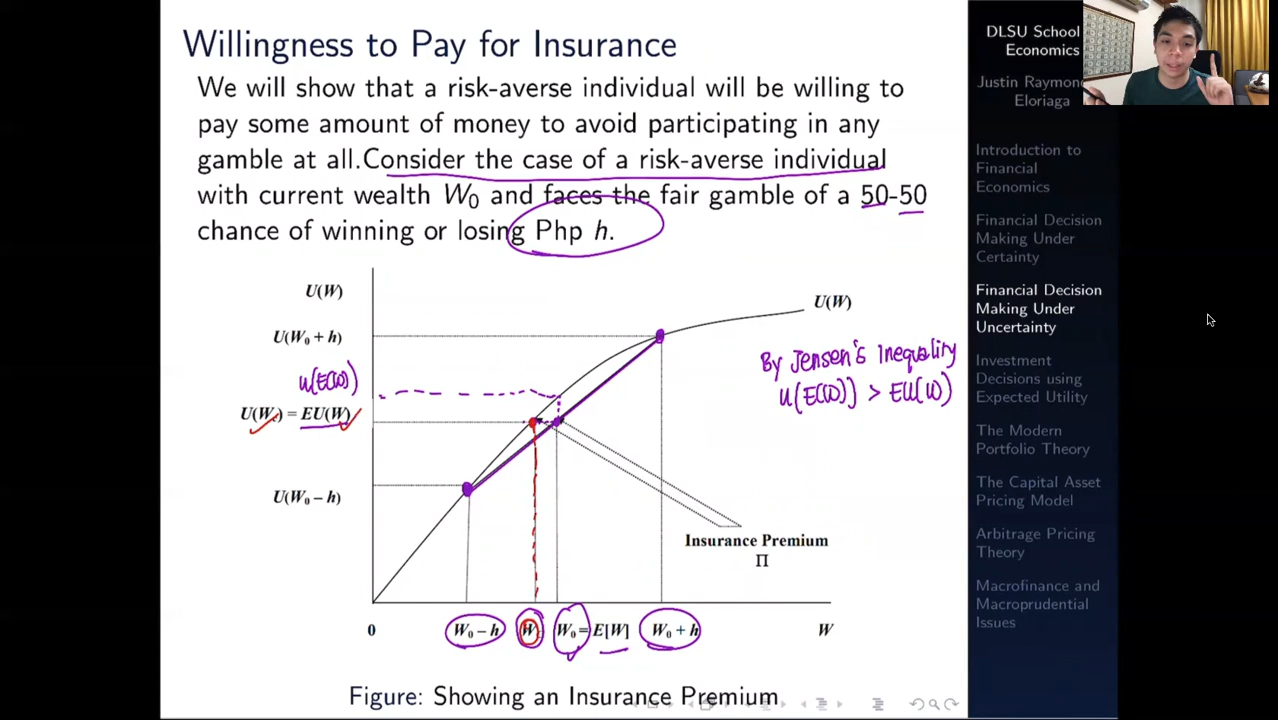 Willingness to Pay for Insurance
We will show that a risk-averse individual will be willing to
pay some amount of money to avoid participating in any
gamble at all.Consider the case of a risk-averse individual
with current wealth W₀ and faces the fair gamble of a 50-50
chance of winning or losing Php h.
U(W)
U(W)
U(W₀ + h)
By Jensen's Inequality
U(E(W)) > EU(W)
U(E(W))
= EU(W)
U(W₀ – h)
Insurance Premium
Π
0
W₀ – h
W₀ = E[W]
W₀ + h
W
Figure: Showing an Insurance Premium
DLSU School
Economics
Justin Raymon
Eloriaga
Introduction to
Financial
Economics
Financial Decision
Making Under
Certainty
Financial Decision
Making Under
Uncertainty
Investment
Decisions using
Expected Utility
The Modern
Portfolio Theory
The Capital Asset
Pricing Model
Arbitrage Pricing
Theory
Macrofinance and
Macroprudential
Issues